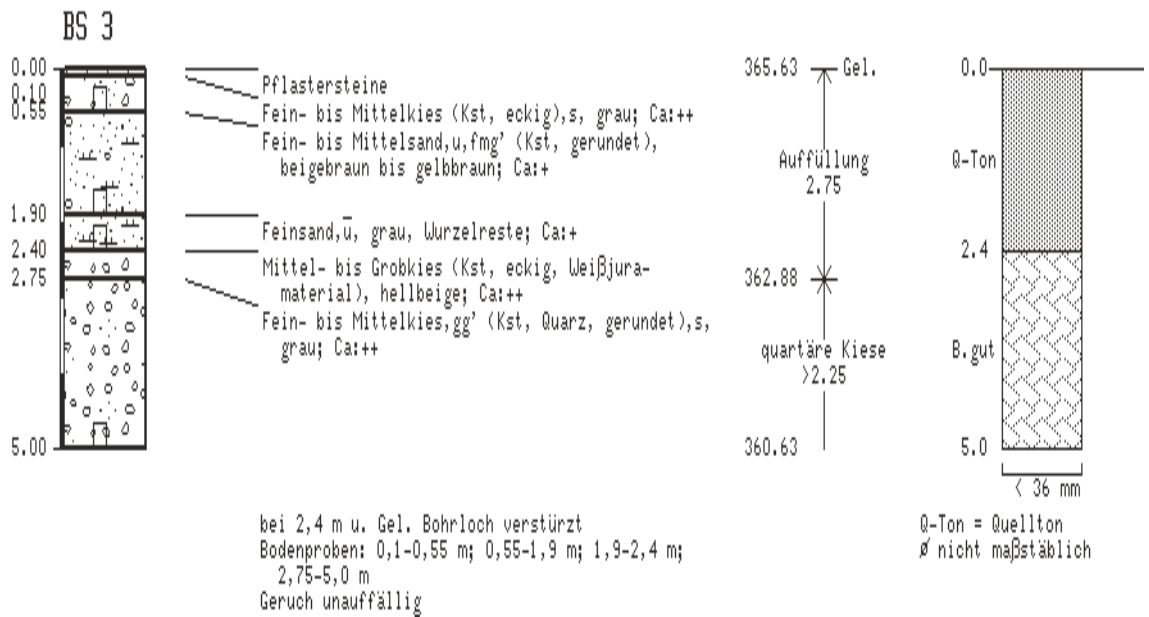 BS 3
0.00
0.10
0.55
1.90
2.40
2.75
5.00
Pflastersteine
Fein- bis Mittelkies (Kst, eckig),s, grau; Ca:++
Fein- bis Mittelsand,u,fmg' (Kst, gerundet),
beigebraun bis gelbbraun; Ca:+
Feinsand,ū, grau, Wurzelreste; Ca:+
Mittel- bis Grobkies (Kst, eckig, Weißjura-
material), hellbeige; Ca:++
Fein- bis Mittelkies,gg' (Kst, Quarz, gerundet),s,
grau; Ca:++
365.63 Gel.
Auffüllung
2.75
362.88
quartäre Kiese
>2.25
360.63
0.0
Q-Ton
2.4
B.gut
5.0
< 36 mm
bei 2,4 m u. Gel. Bohrloch verstürzt
Bodenproben: 0,1-0,55 m; 0,55-1,9 m; 1,9-2,4 m;
2,75-5,0 m
Geruch unauffällig
Q-Ton = Quellton
Ø nicht maßstäblich